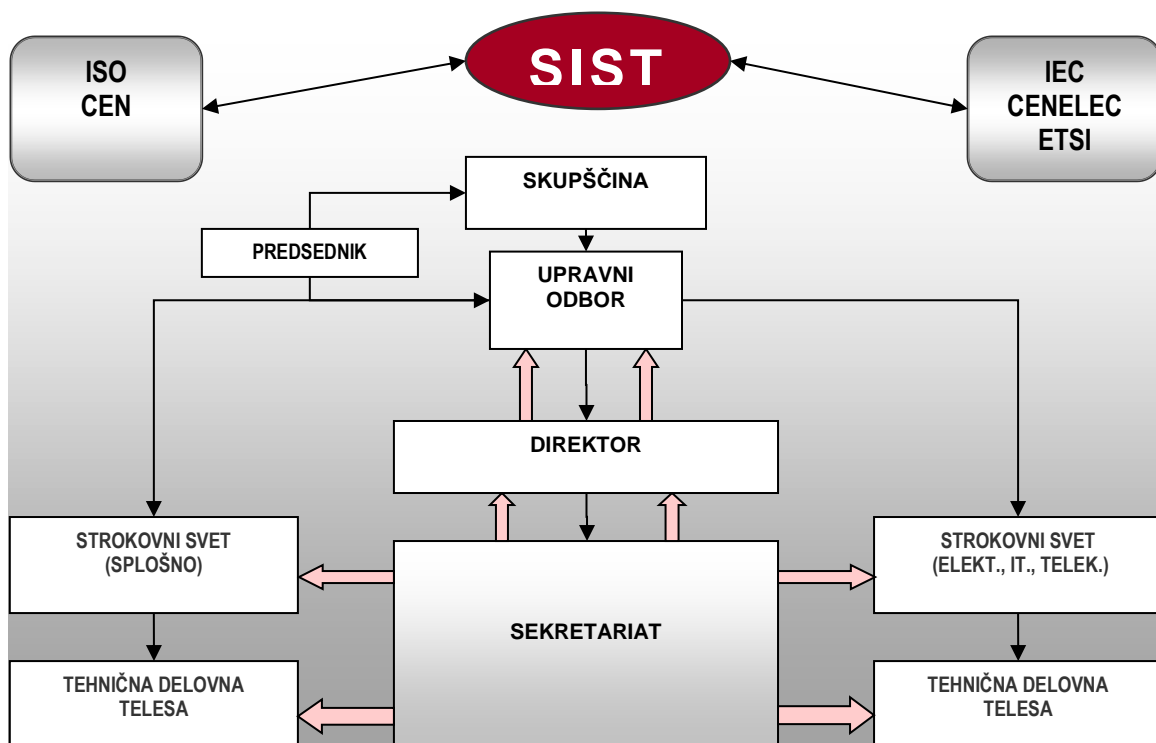 SIST
ISO
CEN
IEC
CENELEC
ETSI
SKUPŠČINA
PREDSEDNIK
UPRAVNI
ODBOR
DIREKTOR
STROKOVNI SVET
(SPLOŠNO)
SEKRETARIAT
STROKOVNI SVET
(ELEKT., IT., TELEK.)
TEHNIČNA DELOVNA
TELESA
TEHNIČNA DELOVNA
TELESA